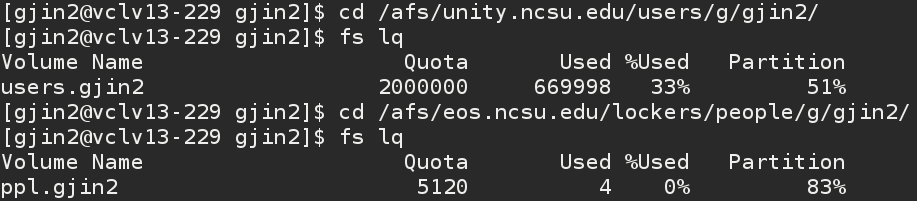 [gjin2@vclv13-229 gjin2]$ cd /afs/unity.ncsu.edu/users/g/gjin2/
[gjin2@vclv13-229 gjin2]$ fs lq
Volume Name                    Quota       Used %Used   Partition
users.gjin2                  2000000     669998   33%         51%
[gjin2@vclv13-229 gjin2]$ cd /afs/eos.ncsu.edu/lockers/people/g/gjin2/
[gjin2@vclv13-229 gjin2]$ fs lq
Volume Name                    Quota       Used %Used   Partition
ppl.gjin2                       5120          4    0%         83%